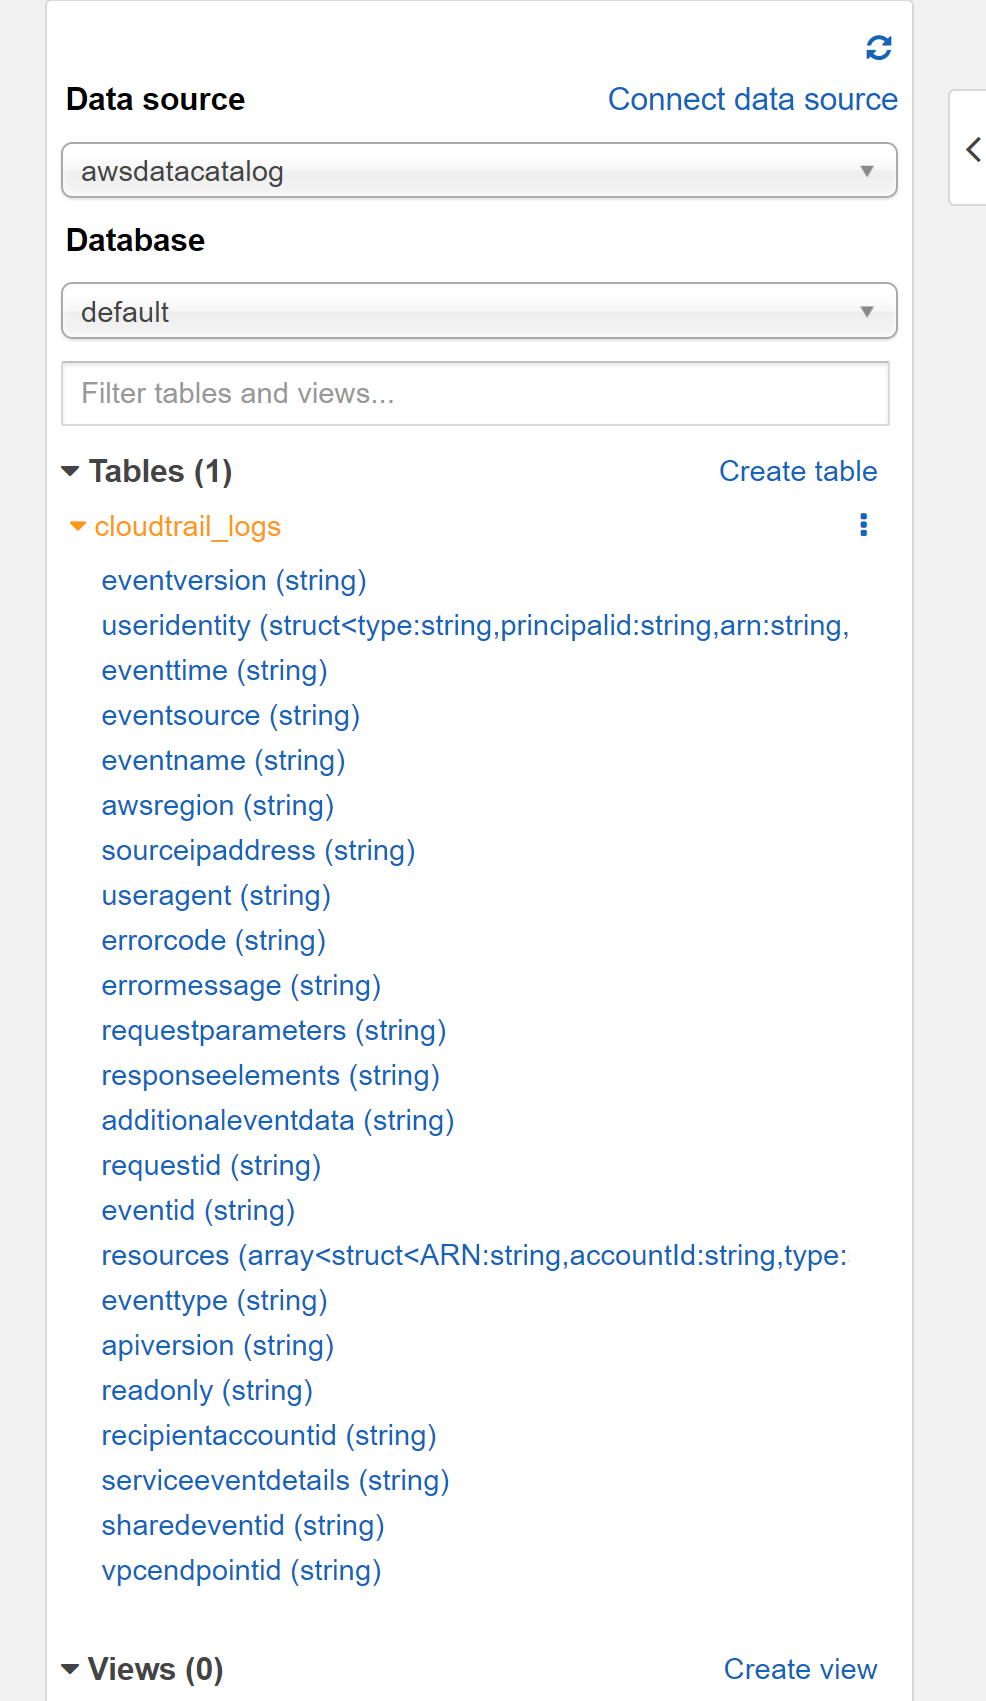 Data source Connect data source
awsdatacatalog
Database
default
Filter tables and views...
Tables (1) Create table
cloudtrail_logs
eventversion (string)
useridentity (struct<type:string,principalid:string,arn:string,
eventtime (string)
eventsource (string)
eventname (string)
awsregion (string)
sourceipaddress (string)
useragent (string)
errorcode (string)
errormessage (string)
requestparameters (string)
responseelements (string)
additionaleventdata (string)
requestid (string)
eventid (string)
resources (array<struct<ARN:string,accountId:string,type:
eventtype (string)
apiversion (string)
readonly (string)
recipientaccountid (string)
serviceeventdetails (string)
sharedeventid (string)
vpcendpointid (string)
Views (0) Create view